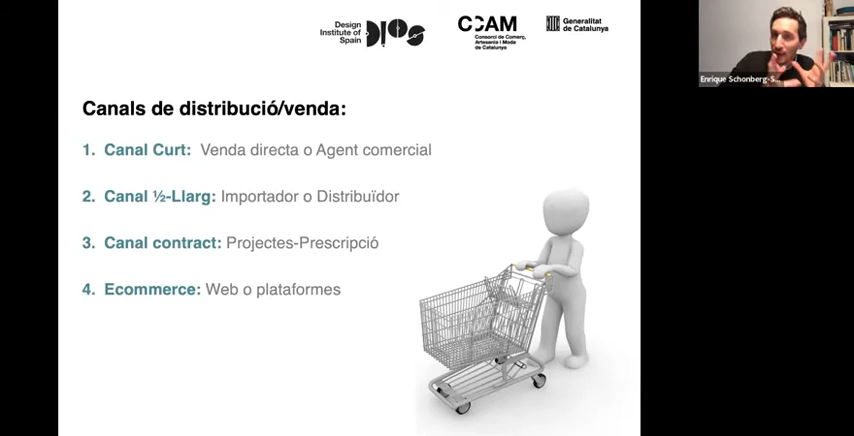 Design
Institute of
Spain
DIOS
CCAM
Consorci de Comerç,
Artesania i Moda
de Catalunya
Generalitat
de Catalunya
Enrique Schonberg-S...
Canals de distribució/venda:
1. Canal Curt: Venda directa o Agent comercial
2. Canal ½-Llarg: Importador o Distribuïdor
3. Canal contract: Projectes-Prescripció
4. Ecommerce: Web o plataformes